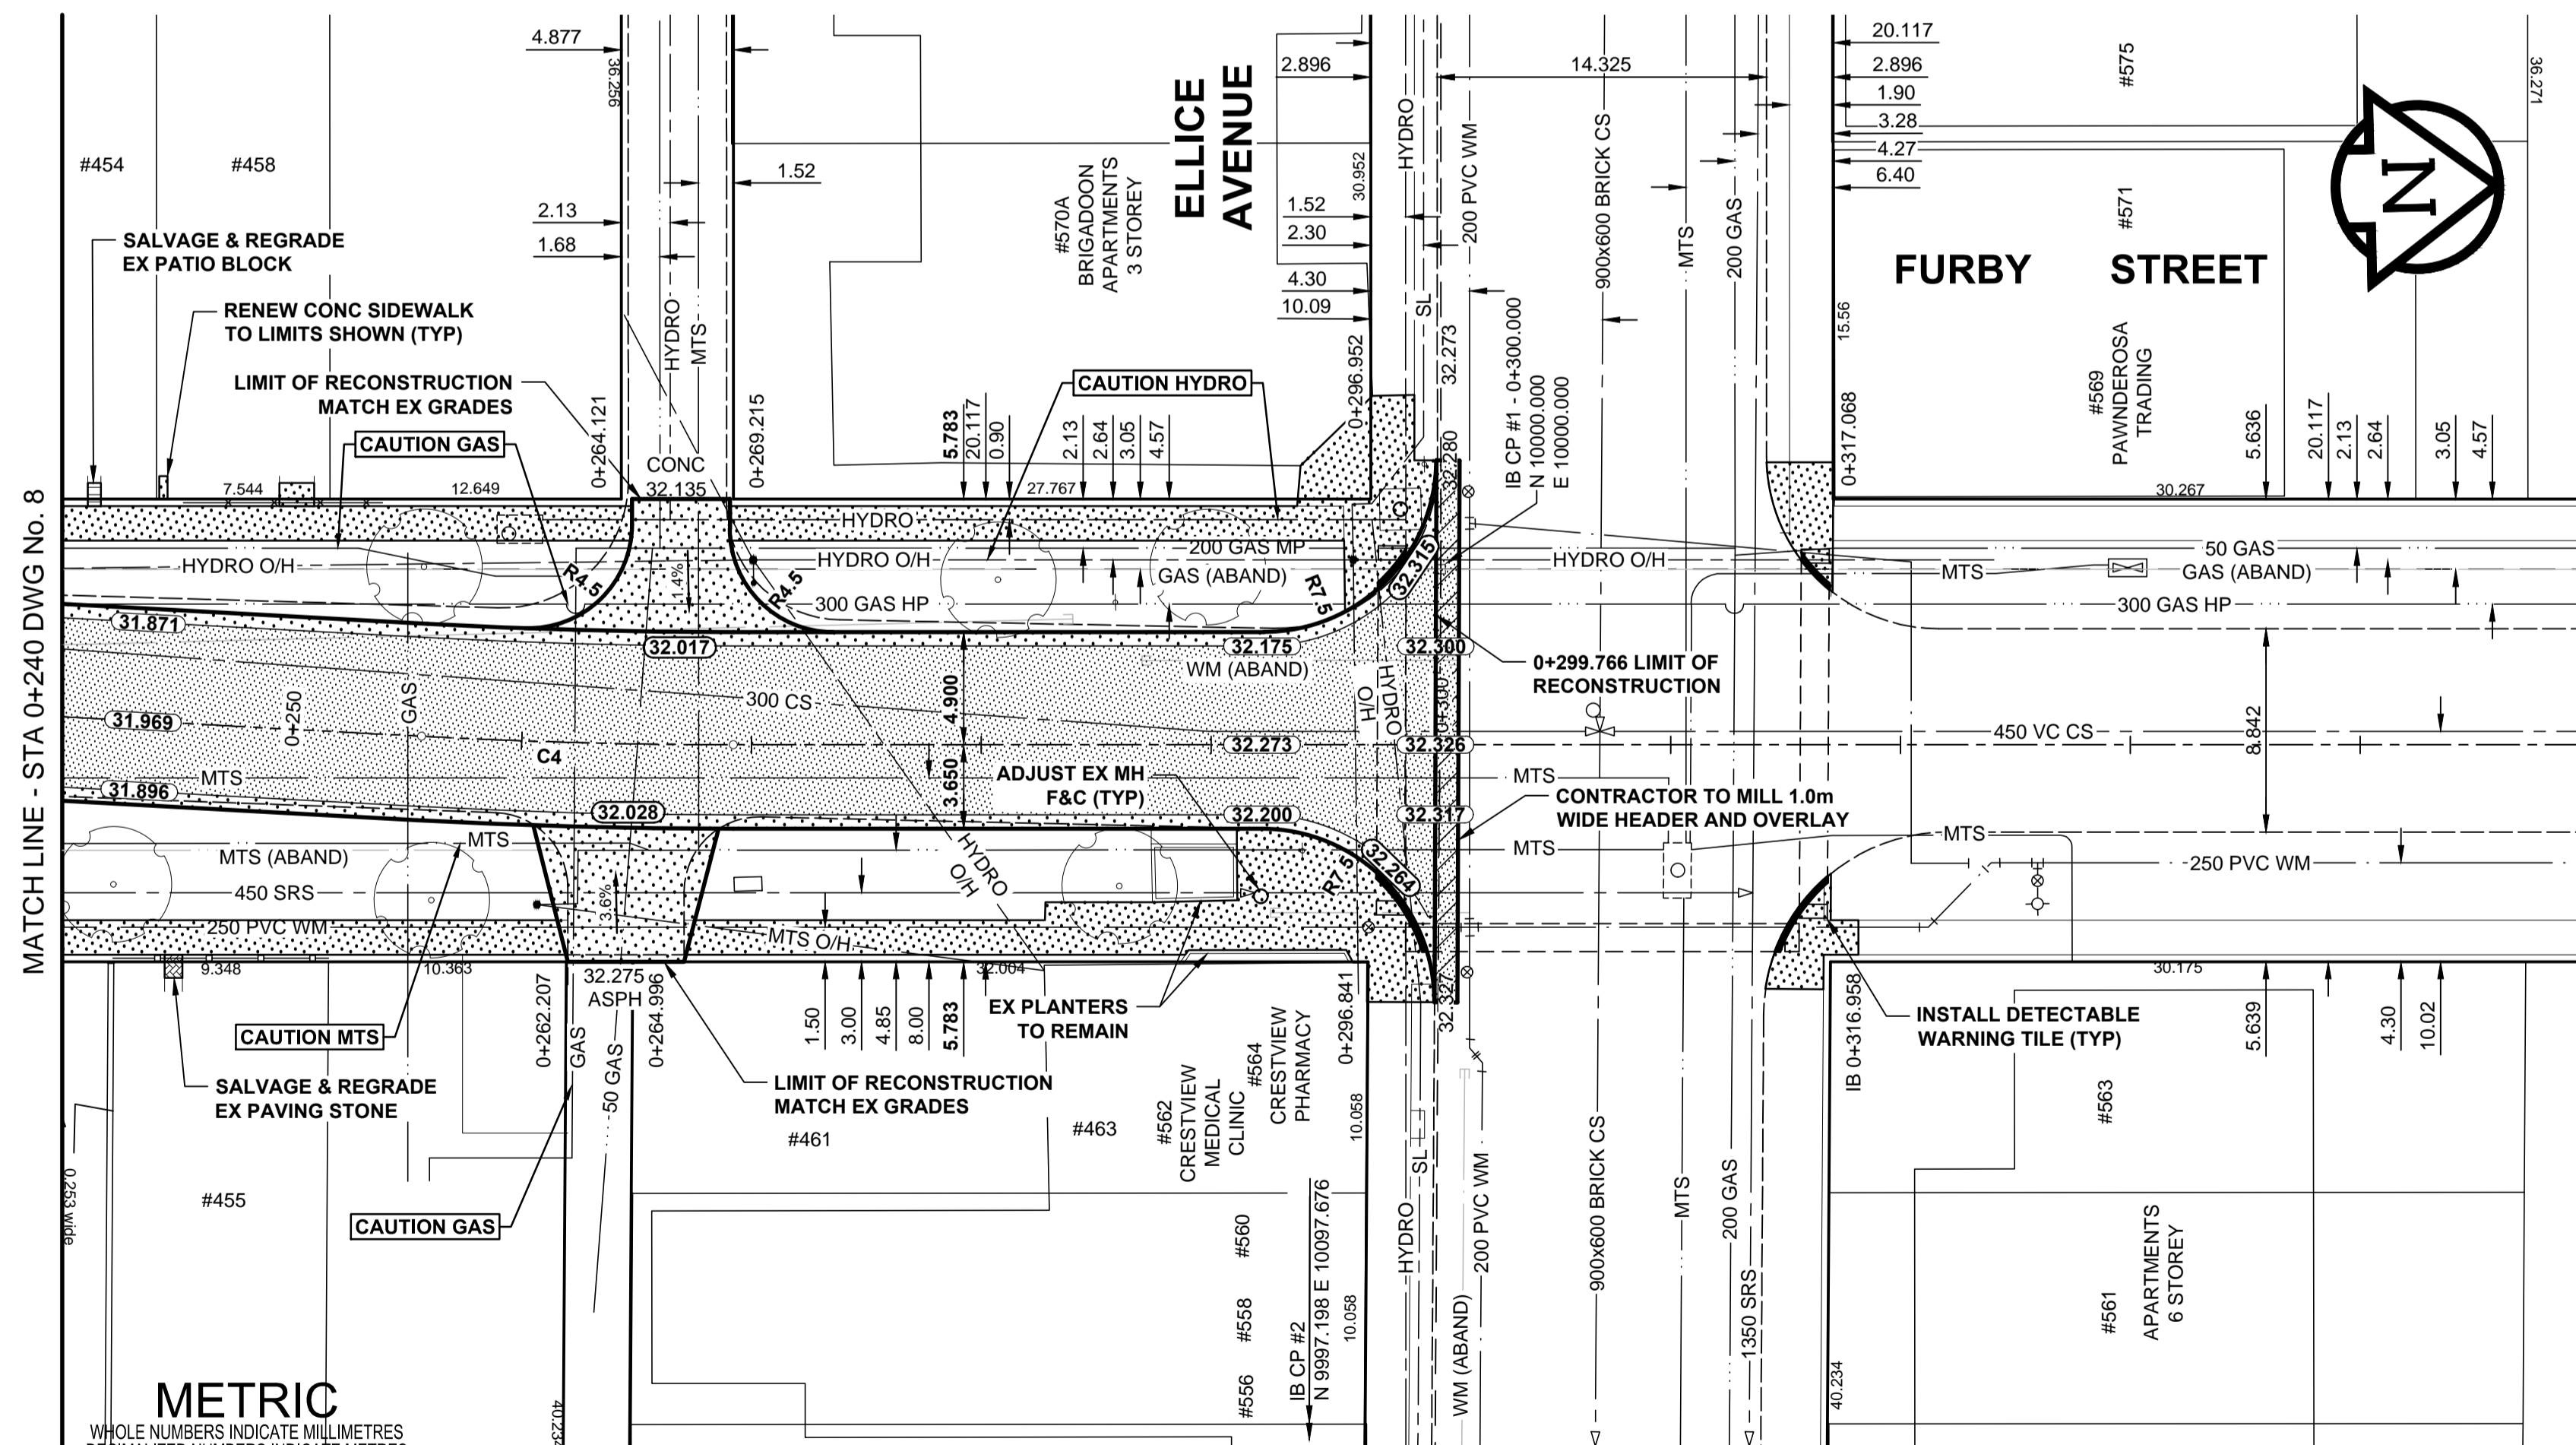 MATCH LINE - STA 0+240 DWG No. 8
#454
#458
4.877
36.256
1.52
2.13
1.68
HYDRO
MTS
SALVAGE & REGRADE
EX PATIO BLOCK
RENEW CONC SIDEWALK
TO LIMITS SHOWN (TYP)
LIMIT OF RECONSTRUCTION
MATCH EX GRADES
CAUTION GAS
#570A
BRIGADOON
APARTMENTS
3 STOREY
ELLICE
AVENUE
2.896
30.952
1.52
2.30
4.30
10.09
HYDRO
SL
200 PVC WM
32.273
14.325
900x600 BRICK CS
MTS
200 GAS
IB CP #1 - 0+300.000
N 10000.000
E 10000.000
20.117
2.896
1.90
3.28
4.27
6.40
15.56
#575
#571
36.271
N
FURBY STREET
#569
PAWNDEROSA
TRADING
0+264.121
CONC
32.135
0+269.215
5.783
20.117
0.90
2.13
2.64
3.05
4.57
CAUTION HYDRO
0+296.952
32.280
0+317.068
5.636
20.117
2.13
2.64
3.05
4.57
7.544
12.649
27.767
30.267
HYDRO
HYDRO O/H
R4.5
1.4%
R4.5
HYDRO O/H
200 GAS MP
GAS (ABAND)
300 GAS HP
R7.5
32.315
HYDRO O/H
MTS
50 GAS
GAS (ABAND)
300 GAS HP
31.871
32.017
32.175
32.300
WM (ABAND)
0+299.766 LIMIT OF
RECONSTRUCTION
0+250
GAS
300 CS
4.900
HYDRO
O/H
0+300
31.969
C4
32.273
32.326
450 VC CS
8.842
MTS
3.650
ADJUST EX MH
F&C (TYP)
MTS
CONTRACTOR TO MILL 1.0m
WIDE HEADER AND OVERLAY
31.896
32.028
32.200
32.317
MTS
MTS (ABAND)
450 SRS
250 PVC WM
3.6%
HYDRO
O/H
MTS O/H
R7.5
32.264
MTS
MTS
250 PVC WM
9.348
10.363
32.004
30.175
0+262.207
32.275
ASPH
0+264.996
GAS
50 GAS
1.50
3.00
4.85
8.00
5.783
EX PLANTERS
TO REMAIN
0+296.841
32.327
IB 0+316.958
INSTALL DETECTABLE
WARNING TILE (TYP)
5.639
4.30
10.02
CAUTION MTS
SALVAGE & REGRADE
EX PAVING STONE
LIMIT OF RECONSTRUCTION
MATCH EX GRADES
#461
#463
#562
CRESTVIEW
MEDICAL
CLINIC
#564
CRESTVIEW
PHARMACY
10.058
#563
0.253 wide
#455
CAUTION GAS
#560
#558
#556
IB CP #2
N 9997.198 E 10097.676
10.058
HYDRO
SL
WM (ABAND)
200 PVC WM
900x600 BRICK CS
MTS
200 GAS
1350 SRS
40.234
#561
APARTMENTS
6 STOREY
METRIC
WHOLE NUMBERS INDICATE MILLIMETRES